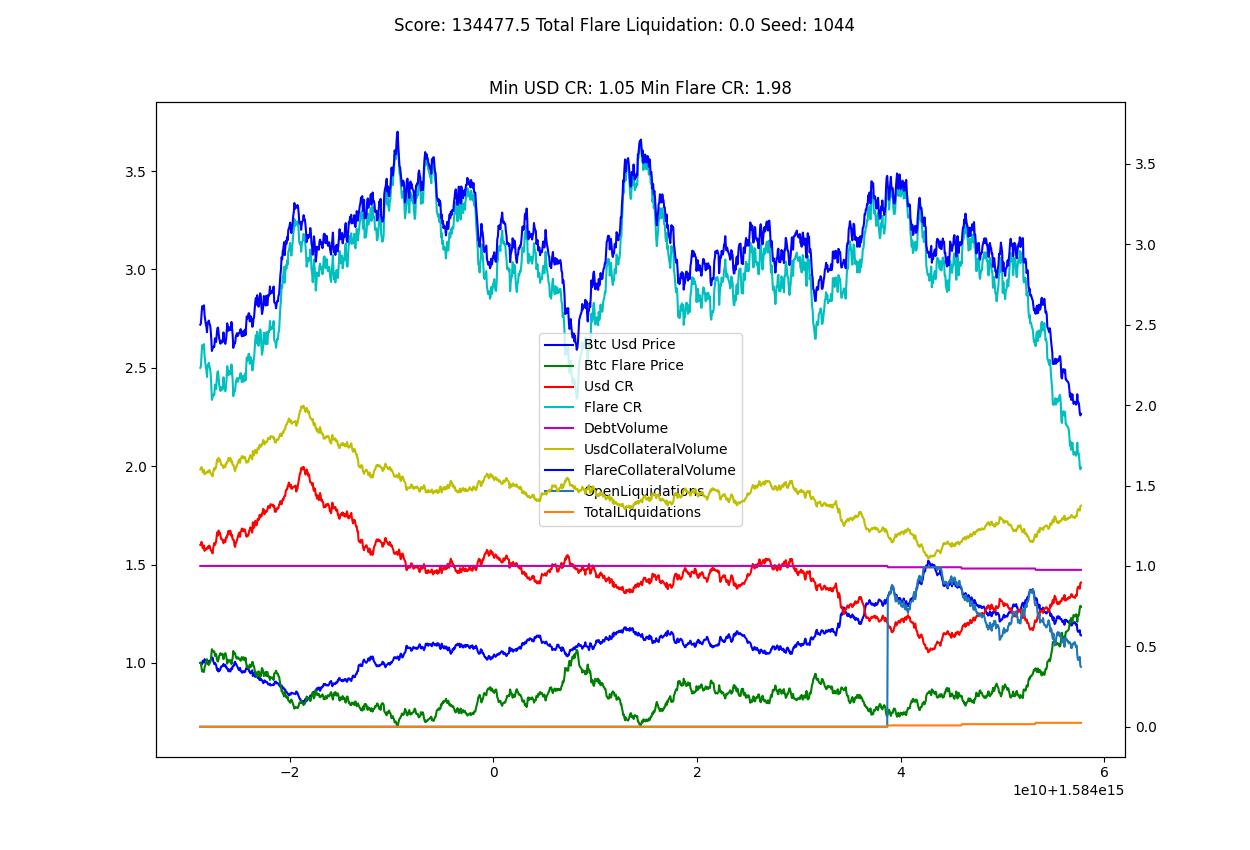 Score: 134477.5 Total Flare Liquidation: 0.0 Seed: 1044
Min USD CR: 1.05 Min Flare CR: 1.98
3.5
3.0
2.5
2.0
1.5
1.0
3.5
3.0
2.5
2.0
1.5
1.0
0.5
0.0
Btc Usd Price
Btc Flare Price
Usd CR
Flare CR
DebtVolume
UsdCollateralVolume
FlareCollateralVolume
OpenLiquidations
TotalLiquidations
−2 0 2 4 6
1e10+1.584e15